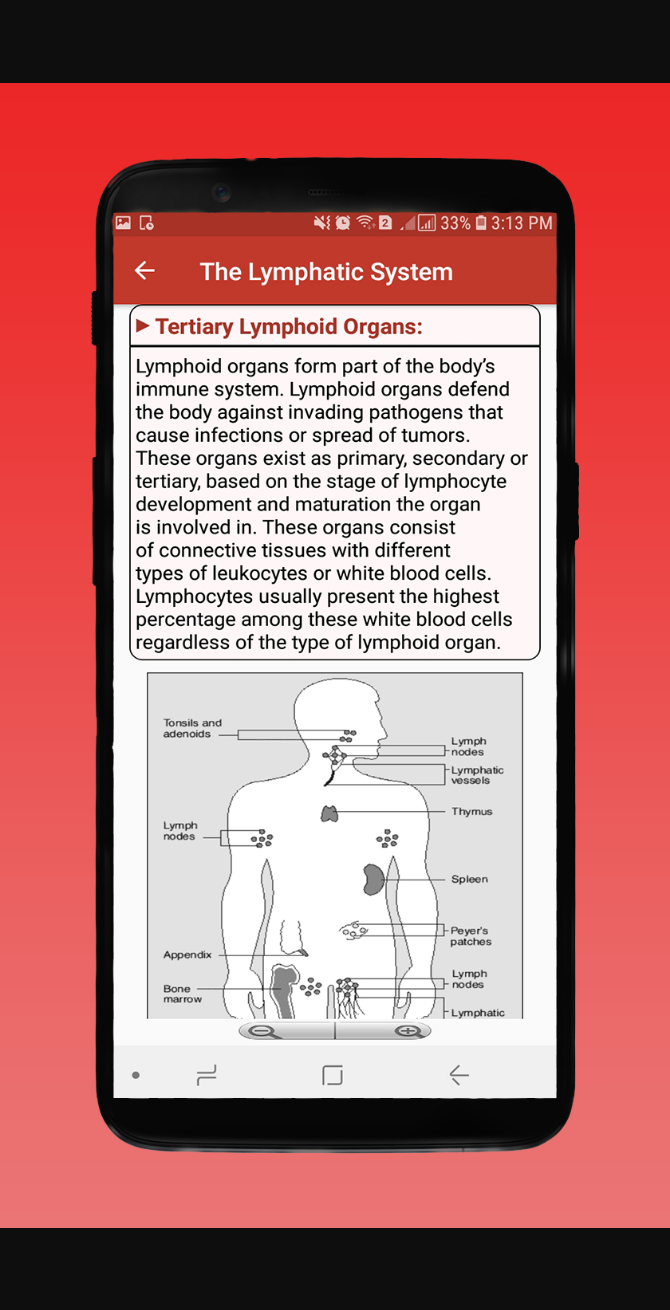 2 33% 3:13 PM
The Lymphatic System
► Tertiary Lymphoid Organs:
Lymphoid organs form part of the body’s
immune system. Lymphoid organs defend
the body against invading pathogens that
cause infections or spread of tumors.
These organs exist as primary, secondary or
tertiary, based on the stage of lymphocyte
development and maturation the organ
is involved in. These organs consist
of connective tissues with different
types of leukocytes or white blood cells.
Lymphocytes usually present the highest
percentage among these white blood cells
regardless of the type of lymphoid organ.
Tonsils and
adenoids
Lymph
nodes
Lymphatic
vessels
Thymus
Lymph
nodes
Spleen
Peyer's
patches
Appendix
Bone
marrow
Lymph
nodes
Lymphatic